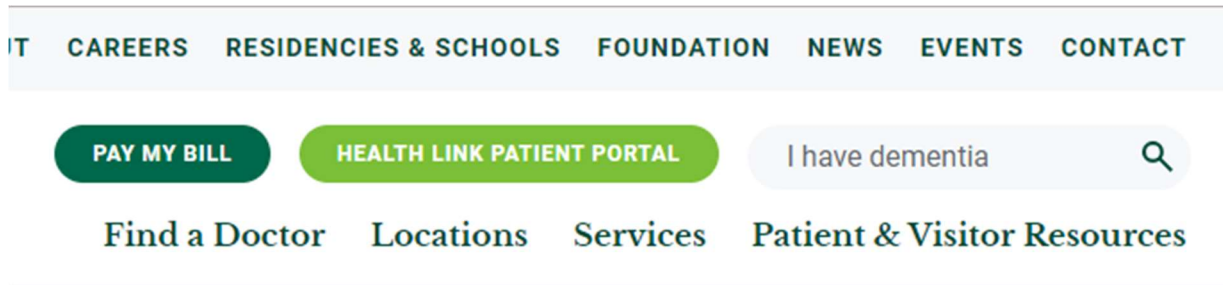 CAREERS RESIDENCIES & SCHOOLS FOUNDATION NEWS EVENTS CONTACT
PAY MY BILL HEALTH LINK PATIENT PORTAL I have dementia
Find a Doctor Locations Services Patient & Visitor Resources